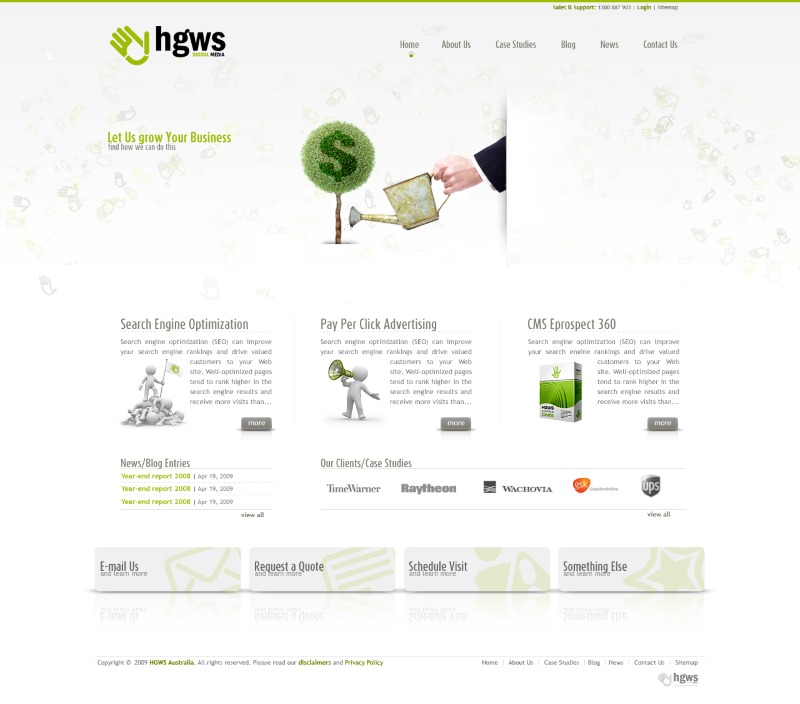 Sales & Support: 1300 887 903 | Login | Sitemap
hgws
DIGITAL MEDIA
Home About Us Case Studies Blog News Contact Us
Let Us grow Your Business
find how we can do this
$
Search Engine Optimization
Search engine optimization (SEO) can improve
your search engine rankings and drive valued
customers to your Web
site. Well-optimized pages
tend to rank higher in the
search engine results and
receive more visits than...
more
Pay Per Click Advertising
Search engine optimization (SEO) can improve
your search engine rankings and drive valued
customers to your Web
site. Well-optimized pages
tend to rank higher in the
search engine results and
receive more visits than...
more
CMS Eprospect 360
Search engine optimization (SEO) can improve
your search engine rankings and drive valued
customers to your Web
site. Well-optimized pages
tend to rank higher in the
search engine results and
receive more visits than...
HGWS
more
News/Blog Entries
Year-end report 2008 | Apr 19, 2009
Year-end report 2008 | Apr 19, 2009
Year-end report 2008 | Apr 19, 2009
view all
Our Clients/Case Studies
TimeWarner Raytheon WACHOVIA gsk GlaxoSmithKline ups
view all
E-mail Us
and learn more
Request a Quote
and learn more
Schedule Visit
and learn more
Something Else
and learn more
Copyright © 2009 HGWS Australia. All rights reserved. Please read our disclaimers and Privacy Policy
Home | About Us | Case Studies | Blog | News | Contact Us | Sitemap
hgws